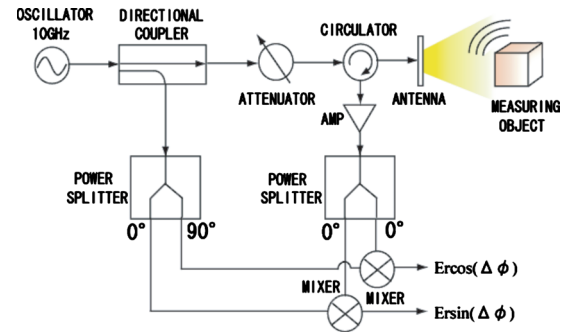 OSCILLATOR
10GHz
DIRECTIONAL
COUPLER
CIRCULATOR
ATTENUATOR
ANTENNA
MEASURING
OBJECT
AMP
POWER
SPLITTER
POWER
SPLITTER
0° 90° 0° 0°
Ercos(Δϕ)
MIXER
MIXER
Ersin(Δϕ)